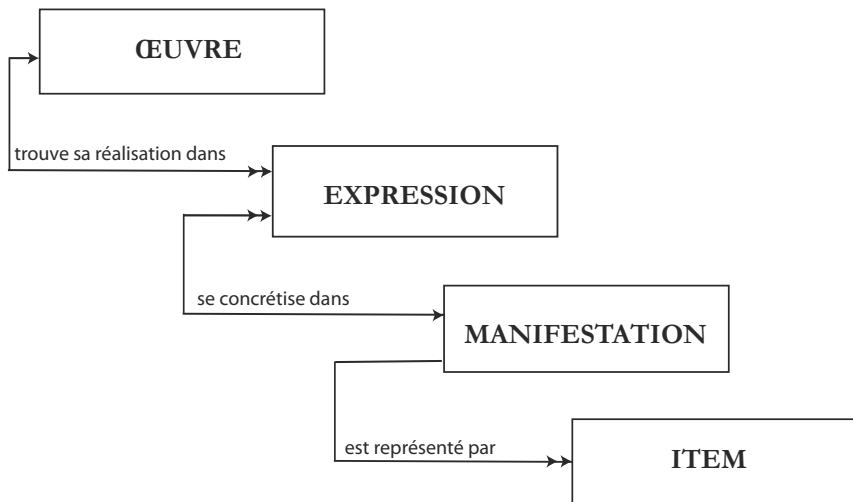 ŒUVRE
trouve sa réalisation dans
EXPRESSION
se concrétise dans
MANIFESTATION
est représenté par
ITEM